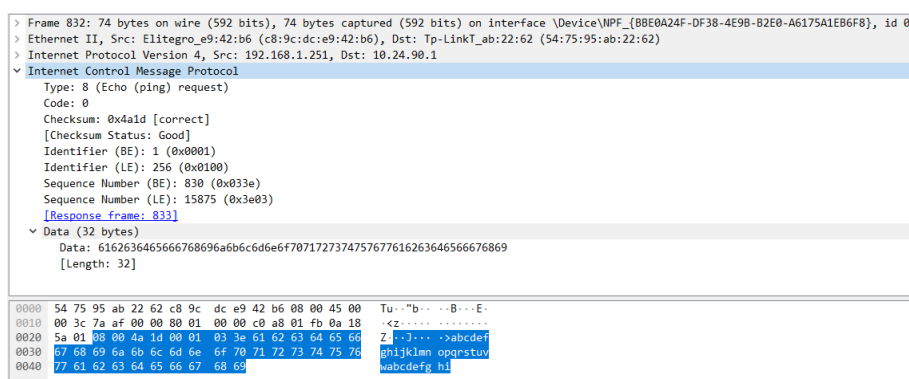 > Frame 832: 74 bytes on wire (592 bits), 74 bytes captured (592 bits) on interface \Device\NPF_{BBE0A24F-DF38-4E9B-B2E0-A6175A1EB6F8}, id 0
> Ethernet II, Src: Elitegro_e9:42:b6 (c8:9c:dc:e9:42:b6), Dst: Tp-LinkT_ab:22:62 (54:75:95:ab:22:62)
> Internet Protocol Version 4, Src: 192.168.1.251, Dst: 10.24.90.1
Internet Control Message Protocol
Type: 8 (Echo (ping) request)
Code: 0
Checksum: 0x4a1d [correct]
[Checksum Status: Good]
Identifier (BE): 1 (0x0001)
Identifier (LE): 256 (0x0100)
Sequence Number (BE): 830 (0x033e)
Sequence Number (LE): 15875 (0x3e03)
[Response frame: 833]
Data (32 bytes)
Data: 6162636465666768696a6b6c6d6e6f7071727374757677616263646566676869
[Length: 32]
0000 54 75 95 ab 22 62 c8 9c dc e9 42 b6 08 00 45 00 Tu··"b·· ··B···E·
0010 00 3c 7a af 00 00 80 01 00 00 c0 a8 01 fb 0a 18 ·<z····· ········
0020 5a 01 08 00 4a 1d 00 01 03 3e 61 62 63 64 65 66 Z···J··· ·>abcdef
0030 67 68 69 6a 6b 6c 6d 6e 6f 70 71 72 73 74 75 76 ghijklmn opqrstuv
0040 77 61 62 63 64 65 66 67 68 69 wabcdefg hi